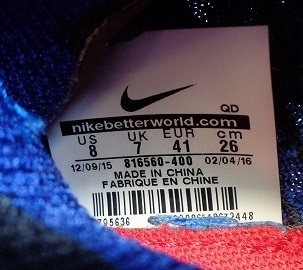 QD
nikebetterworld.com
US UK EUR cm
8 7 41 26
12/09/15 816560-400 02/04/16
MADE IN CHINA
FABRIQUE EN CHINE